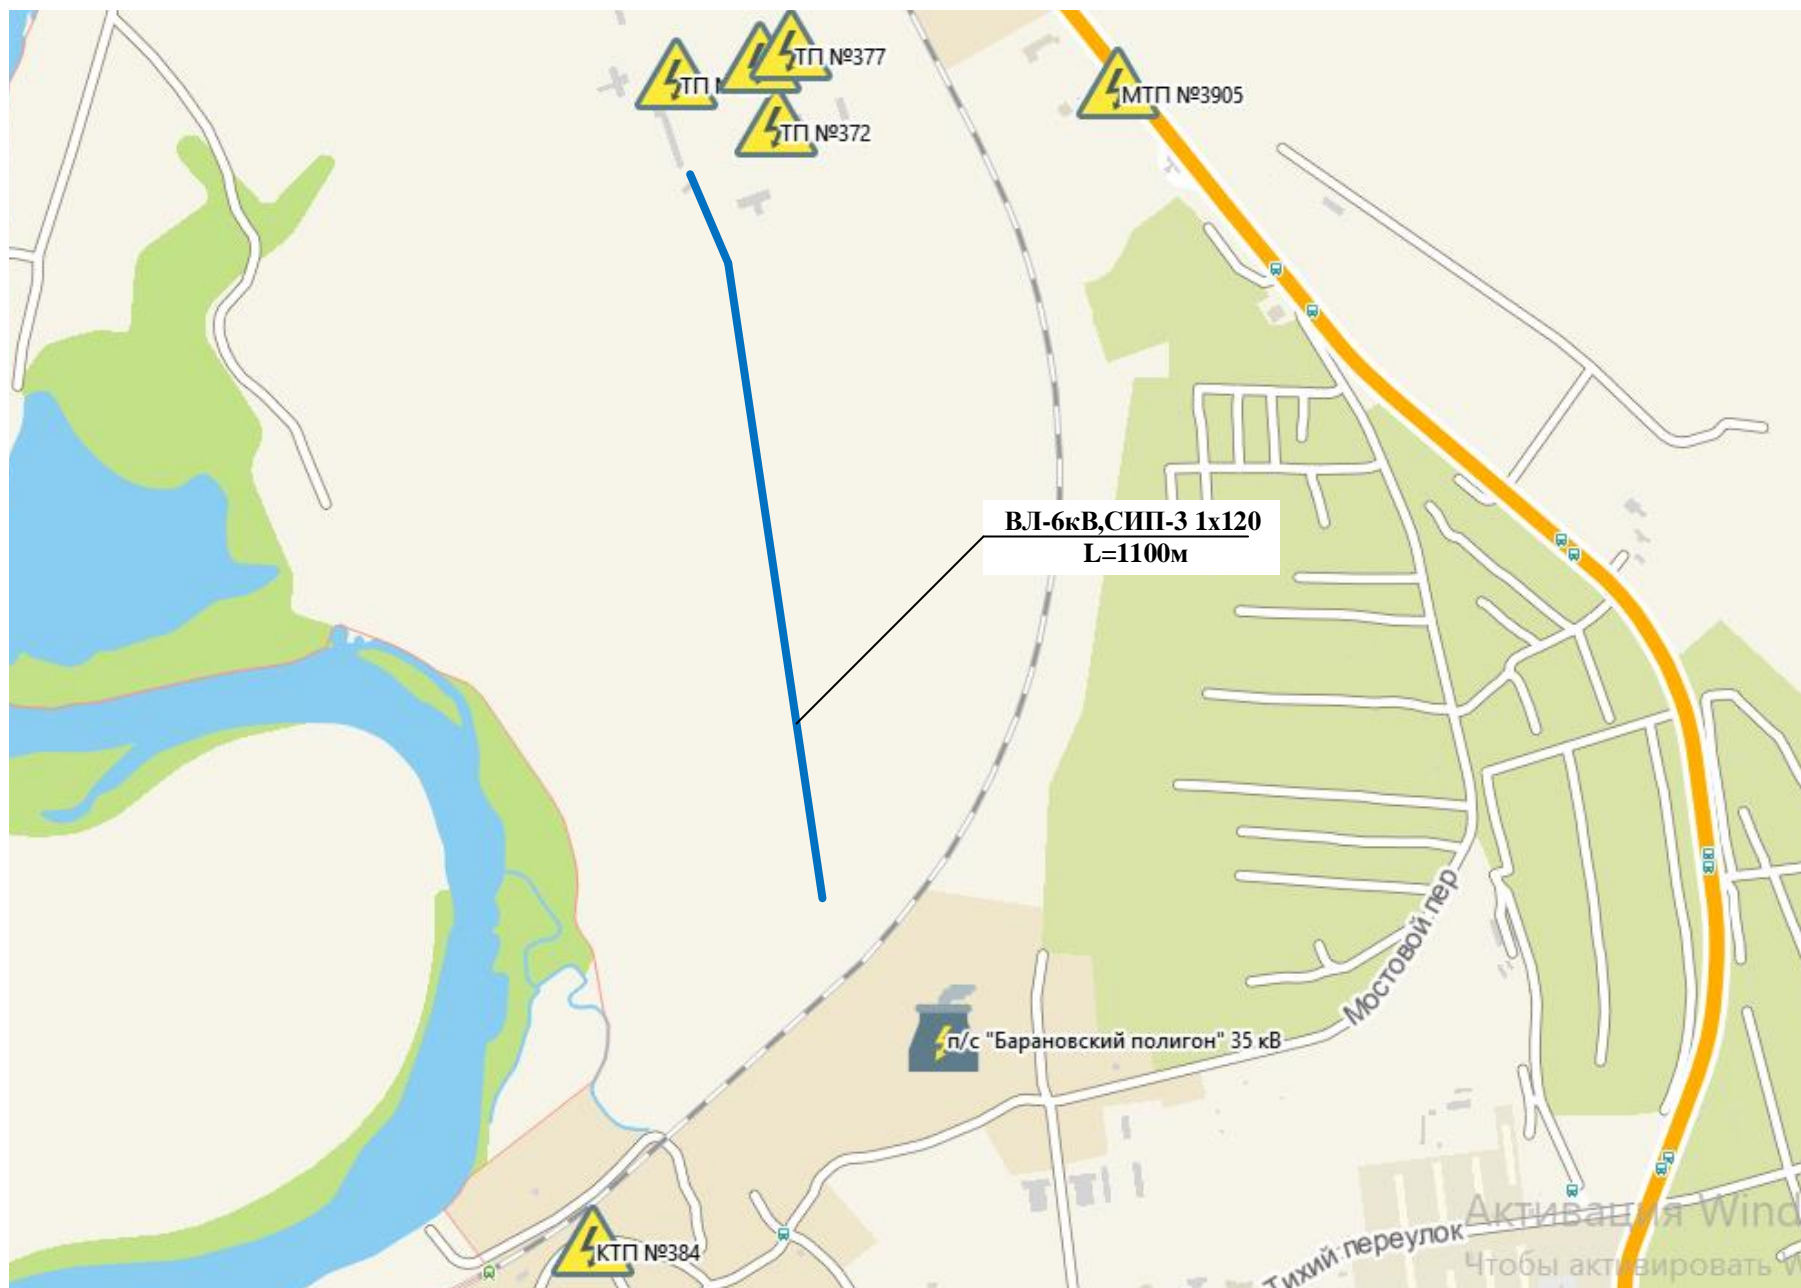 ТП №377
ТП
МТП №3905
ТП №372
ВЛ-6кВ,СИП-3 1х120
L=1100м
Мостовой пер
п/с "Барановский полигон" 35 кВ
Активация Wind
Тихий переулок
КТП №384
Чтобы активировать W